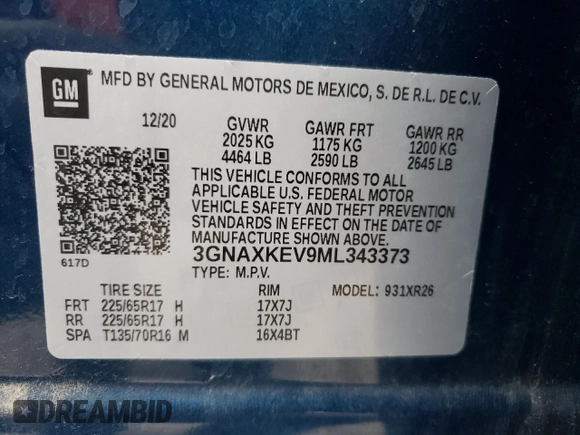 GM
MFD BY GENERAL MOTORS DE MEXICO, S. DE R.L. DE C.V.
12/20 GVWR GAWR FRT GAWR RR
2025 KG 1175 KG 1200 KG
4464 LB 2590 LB 2645 LB
THIS VEHICLE CONFORMS TO ALL
APPLICABLE U.S. FEDERAL MOTOR
VEHICLE SAFETY AND THEFT PREVENTION
STANDARDS IN EFFECT ON THE DATE OF
MANUFACTURE SHOWN ABOVE.
617D
3GNAXKEV9ML343373
TYPE: M.P.V.
TIRE SIZE RIM MODEL: 931XR26
FRT 225/65R17 H 17X7J
RR 225/65R17 H 17X7J
SPA T135/70R16 M 16X4BT
DREAMBID